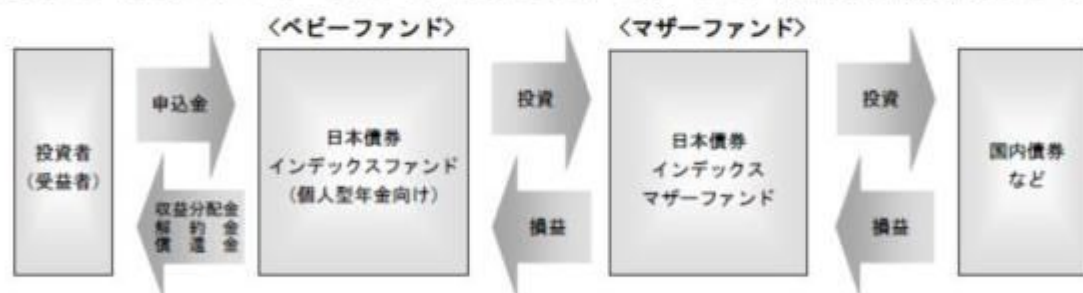 〈ベビーファンド〉
〈マザーファンド〉
投資者
(受益者)
申込金
収益分配金
解約金
償還金
日本債券
インデックスファンド
(個人型年金向け)
投資
損益
日本債券
インデックス
マザーファンド
投資
損益
国内債券
など